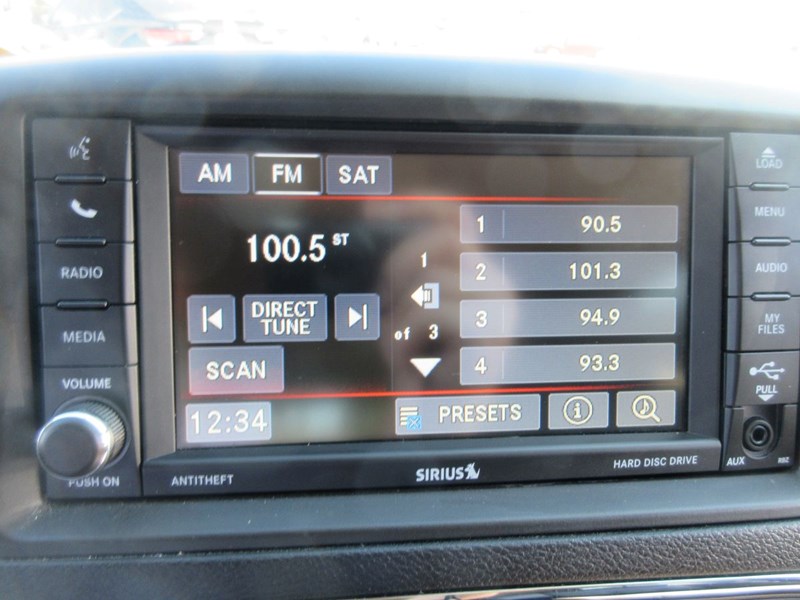 AM FM SAT
100.5 ST
DIRECT
TUNE
SCAN
12:34
1
of 3
1 90.5
2 101.3
3 94.9
4 93.3
PRESETS
i
RADIO
MEDIA
VOLUME
PUSH ON
ANTITHEFT
SIRIUS
HARD DISC DRIVE
LOAD
MENU
AUDIO
MY
FILES
PULL
AUX